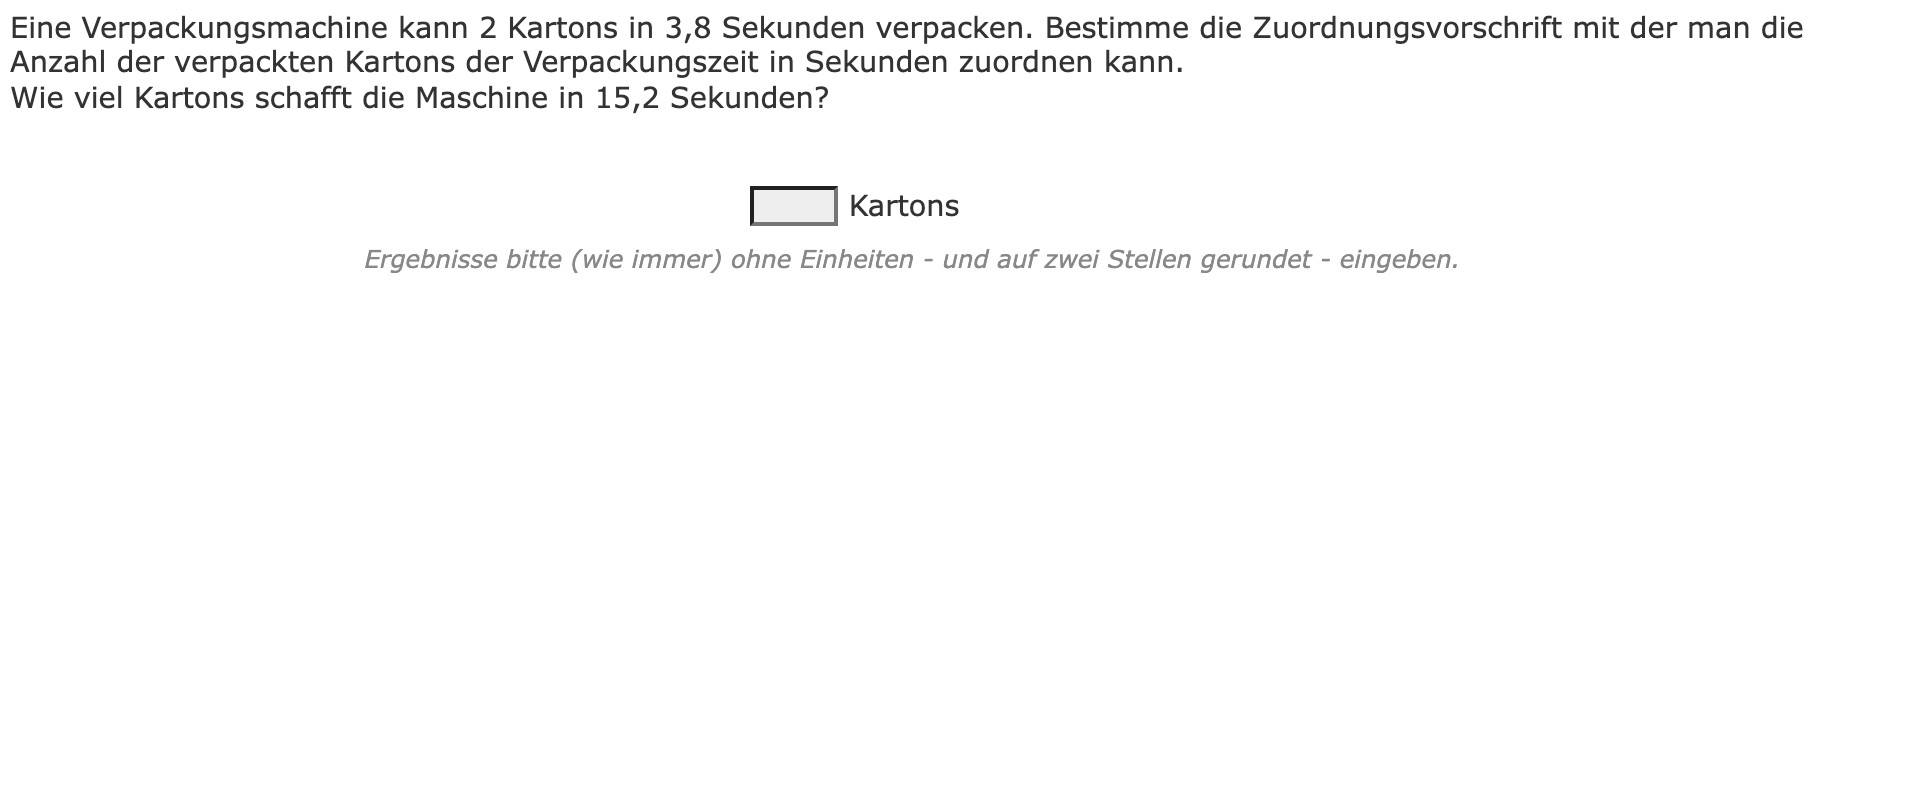 Eine Verpackungsmachine kann 2 Kartons in 3,8 Sekunden verpacken. Bestimme die Zuordnungsvorschrift mit der man die
Anzahl der verpackten Kartons der Verpackungszeit in Sekunden zuordnen kann.
Wie viel Kartons schafft die Maschine in 15,2 Sekunden?
Kartons
Ergebnisse bitte (wie immer) ohne Einheiten - und auf zwei Stellen gerundet - eingeben.